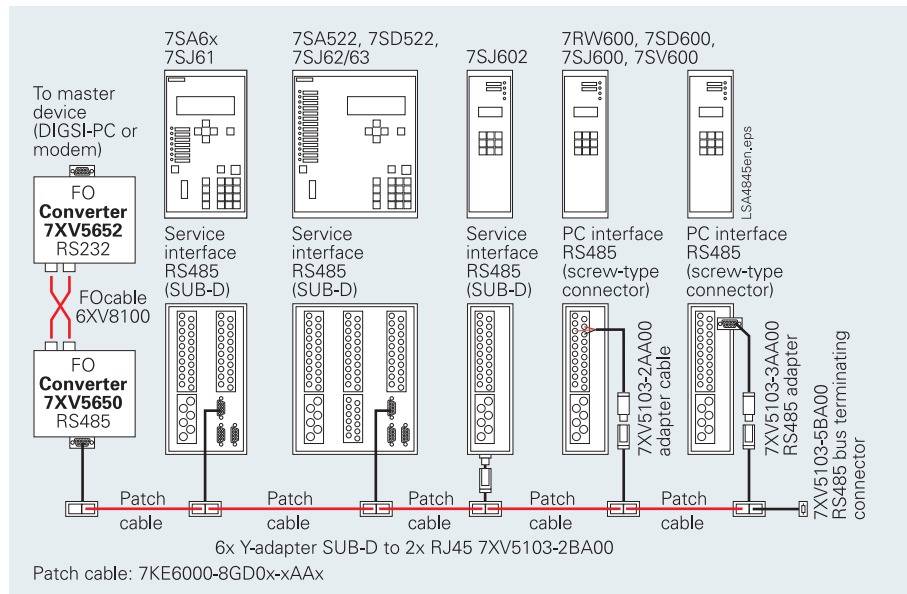 7SA6x
7SJ61
7SA522, 7SD522,
7SJ62/63
7SJ602
7RW600, 7SD600,
7SJ600, 7SV600
To master
device
(DIGSI-PC or
modem)
FO
Converter
7XV5652
RS232
FOcable
6XV8100
FO
Converter
7XV5650
RS485
Service
interface
RS485
(SUB-D)
Service
interface
RS485
(SUB-D)
Service
interface
RS485
(SUB-D)
PC interface
RS485
(screw-type
connector)
PC interface
RS485
(screw-type
connector)
LSA4845en.eps
7XV5103-2AA00
adapter cable
7XV5103-3AA00
RS485 adapter
7XV5103-5BA00
RS485 bus terminating
connector
Patch
cable
Patch
cable
Patch
cable
Patch
cable
Patch
cable
6x Y-adapter SUB-D to 2x RJ45 7XV5103-2BA00
Patch cable: 7KE6000-8GD0x-xAAx